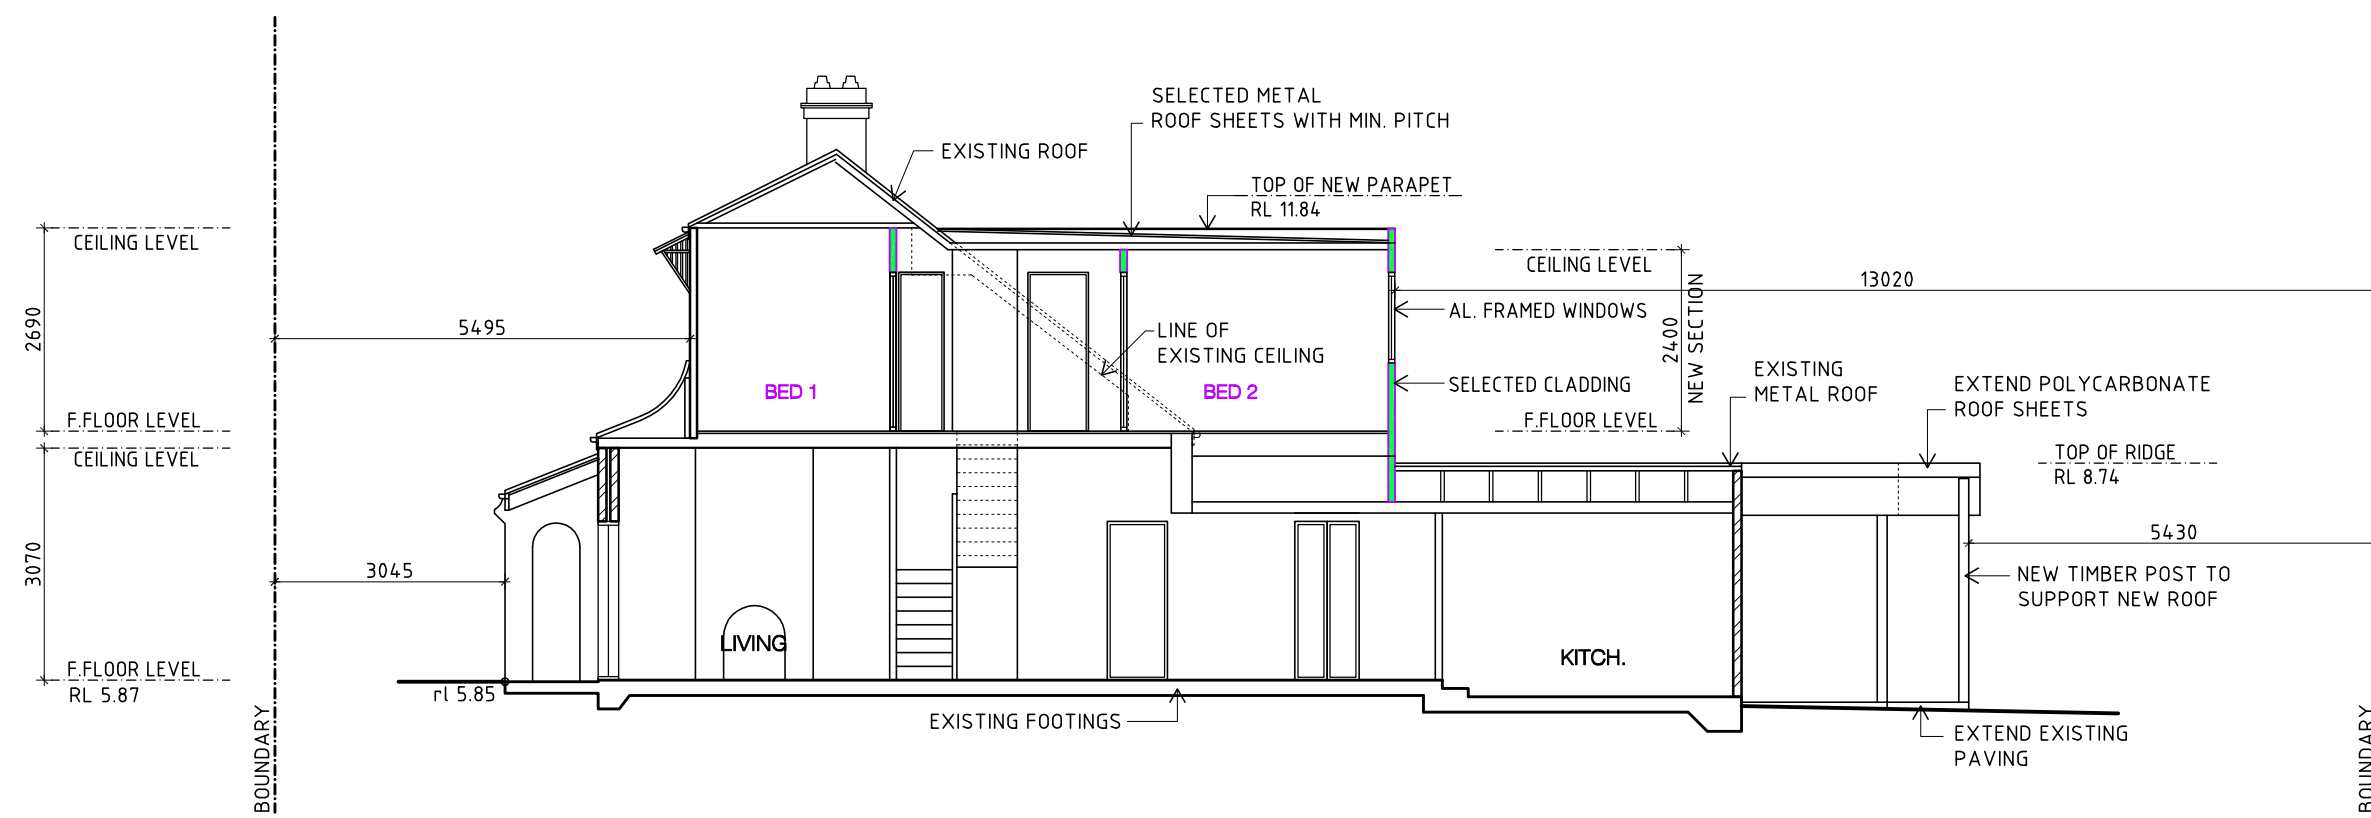 SELECTED METAL
ROOF SHEETS WITH MIN. PITCH
EXISTING ROOF
TOP OF NEW PARAPET
RL 11.84
CEILING LEVEL
CEILING LEVEL
13020
2690
5495
AL. FRAMED WINDOWS
2400
NEW SECTION
LINE OF
EXISTING CEILING
BED 1
BED 2
SELECTED CLADDING
EXISTING
METAL ROOF
EXTEND POLYCARBONATE
ROOF SHEETS
F.FLOOR LEVEL
F.FLOOR LEVEL
CEILING LEVEL
TOP OF RIDGE
RL 8.74
3070
3045
5430
NEW TIMBER POST TO
SUPPORT NEW ROOF
LIVING
KITCH.
F.FLOOR LEVEL
RL 5.87
rl 5.85
EXISTING FOOTINGS
EXTEND EXISTING
PAVING
BOUNDARY
BOUNDARY